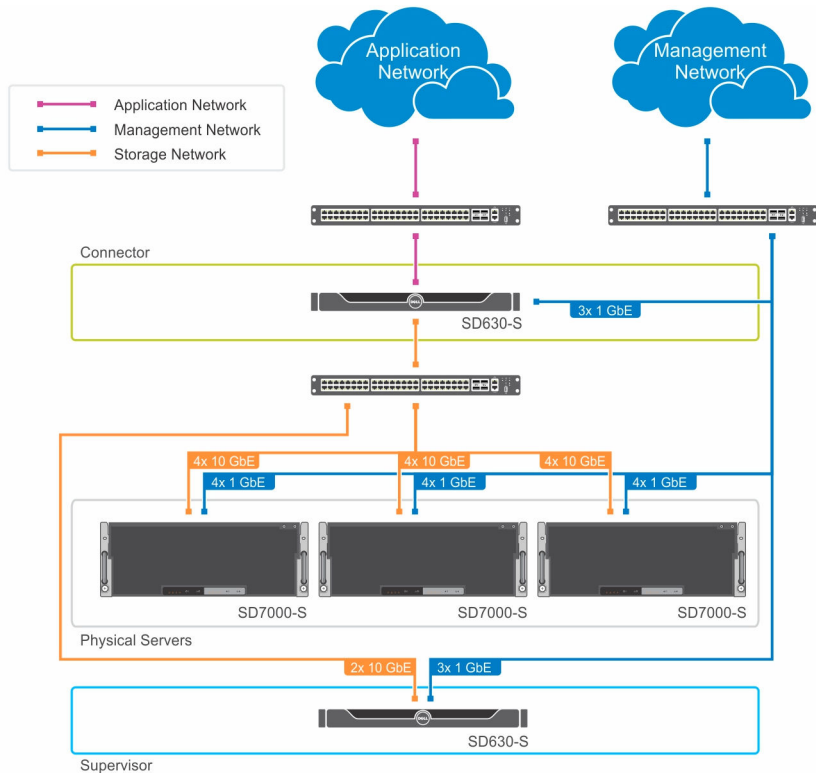 Application
Network
Management
Network
Application Network
Management Network
Storage Network
Connector
DELL
SD630-S
3x 1 GbE
4x 10 GbE
4x 10 GbE
4x 10 GbE
4x 1 GbE
4x 1 GbE
4x 1 GbE
SD7000-S
SD7000-S
SD7000-S
Physical Servers
2x 10 GbE
3x 1 GbE
DELL
SD630-S
Supervisor